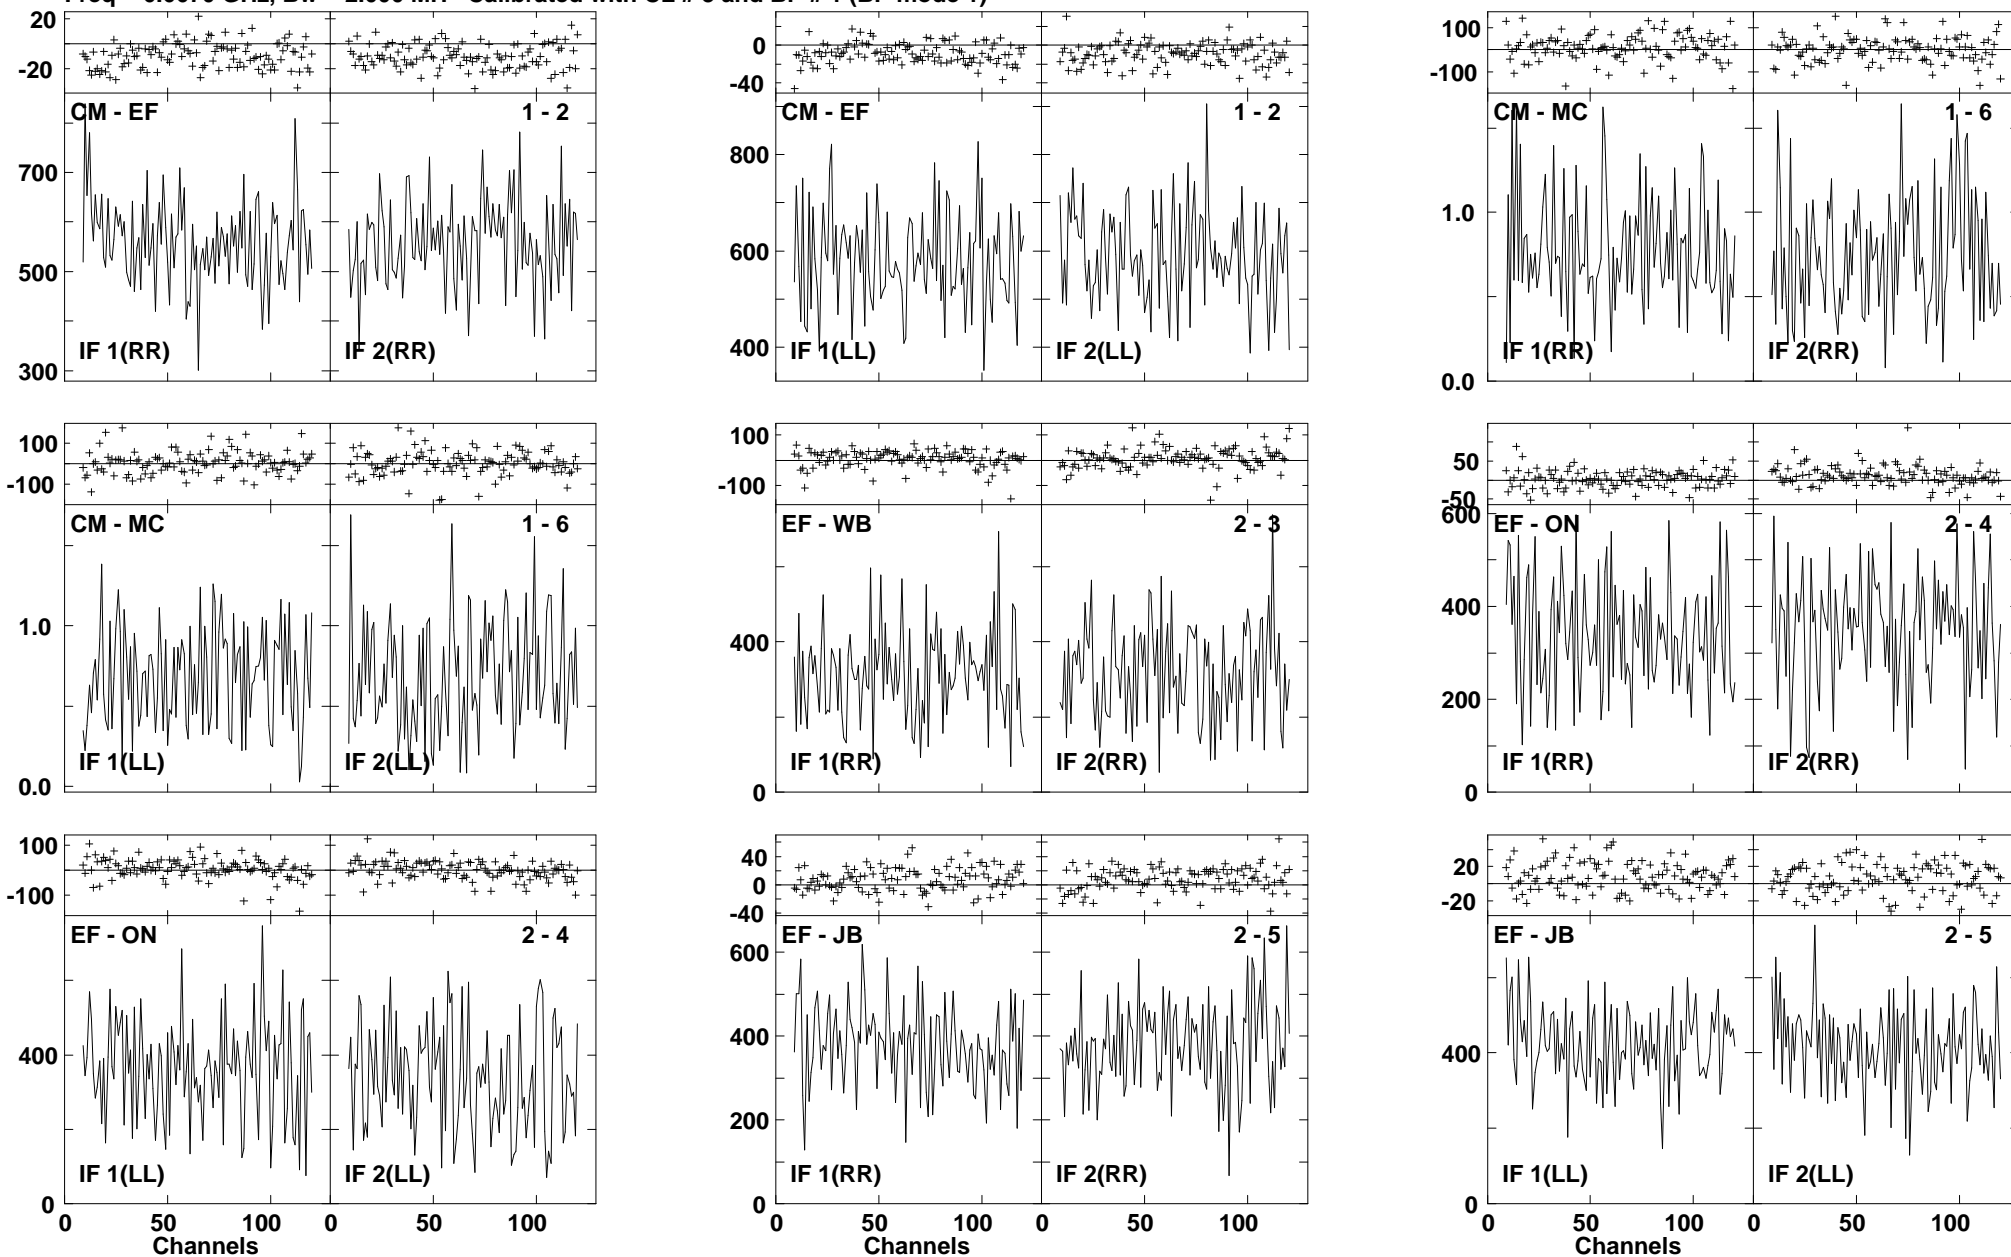 20
-20
CM - EF
1 - 2
700
500
300
IF 1(RR)
IF 2(RR)
0
-40
CM - EF
1 - 2
800
600
400
IF 1(LL)
IF 2(LL)
100
-100
CM - MC
1 - 6
1.0
0.0
IF 1(RR)
IF 2(RR)
100
-100
CM - MC
1 - 6
1.0
0.0
IF 1(LL)
IF 2(LL)
100
-100
EF - WB
2 - 3
400
0
IF 1(RR)
IF 2(RR)
50
-50
600
EF - ON
2 - 4
400
200
0
IF 1(RR)
IF 2(RR)
100
-100
EF - ON
2 - 4
400
0
IF 1(LL)
IF 2(LL)
0 50 100 0 50 100
Channels
40
0
-40
EF - JB
2 - 5
600
400
200
0
IF 1(RR)
IF 2(RR)
0 50 100 0 50 100
Channels
20
-20
EF - JB
2 - 5
400
0
IF 1(LL)
IF 2(LL)
0 50 100 0 50 100
Channels